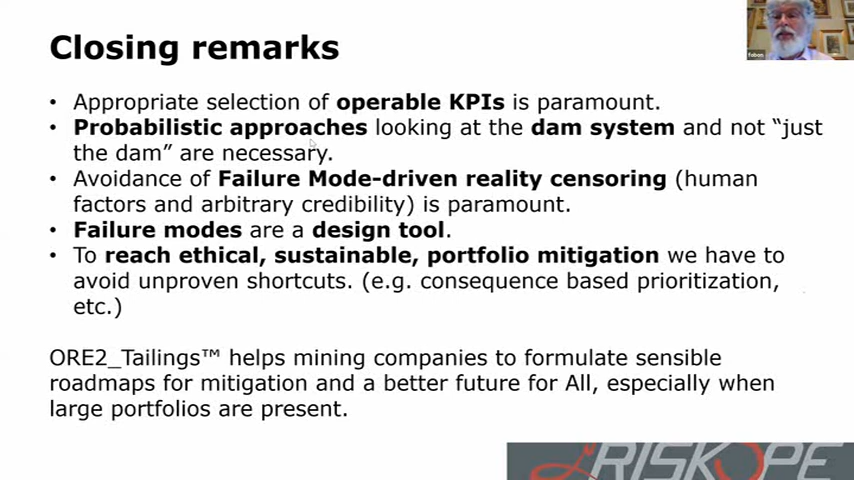 Closing remarks
• Appropriate selection of operable KPIs is paramount.
• Probabilistic approaches looking at the dam system and not “just
the dam” are necessary.
• Avoidance of Failure Mode-driven reality censoring (human
factors and arbitrary credibility) is paramount.
• Failure modes are a design tool.
• To reach ethical, sustainable, portfolio mitigation we have to
avoid unproven shortcuts. (e.g. consequence based prioritization,
etc.)
ORE2_Tailings™ helps mining companies to formulate sensible
roadmaps for mitigation and a better future for All, especially when
large portfolios are present.
RISKOPE